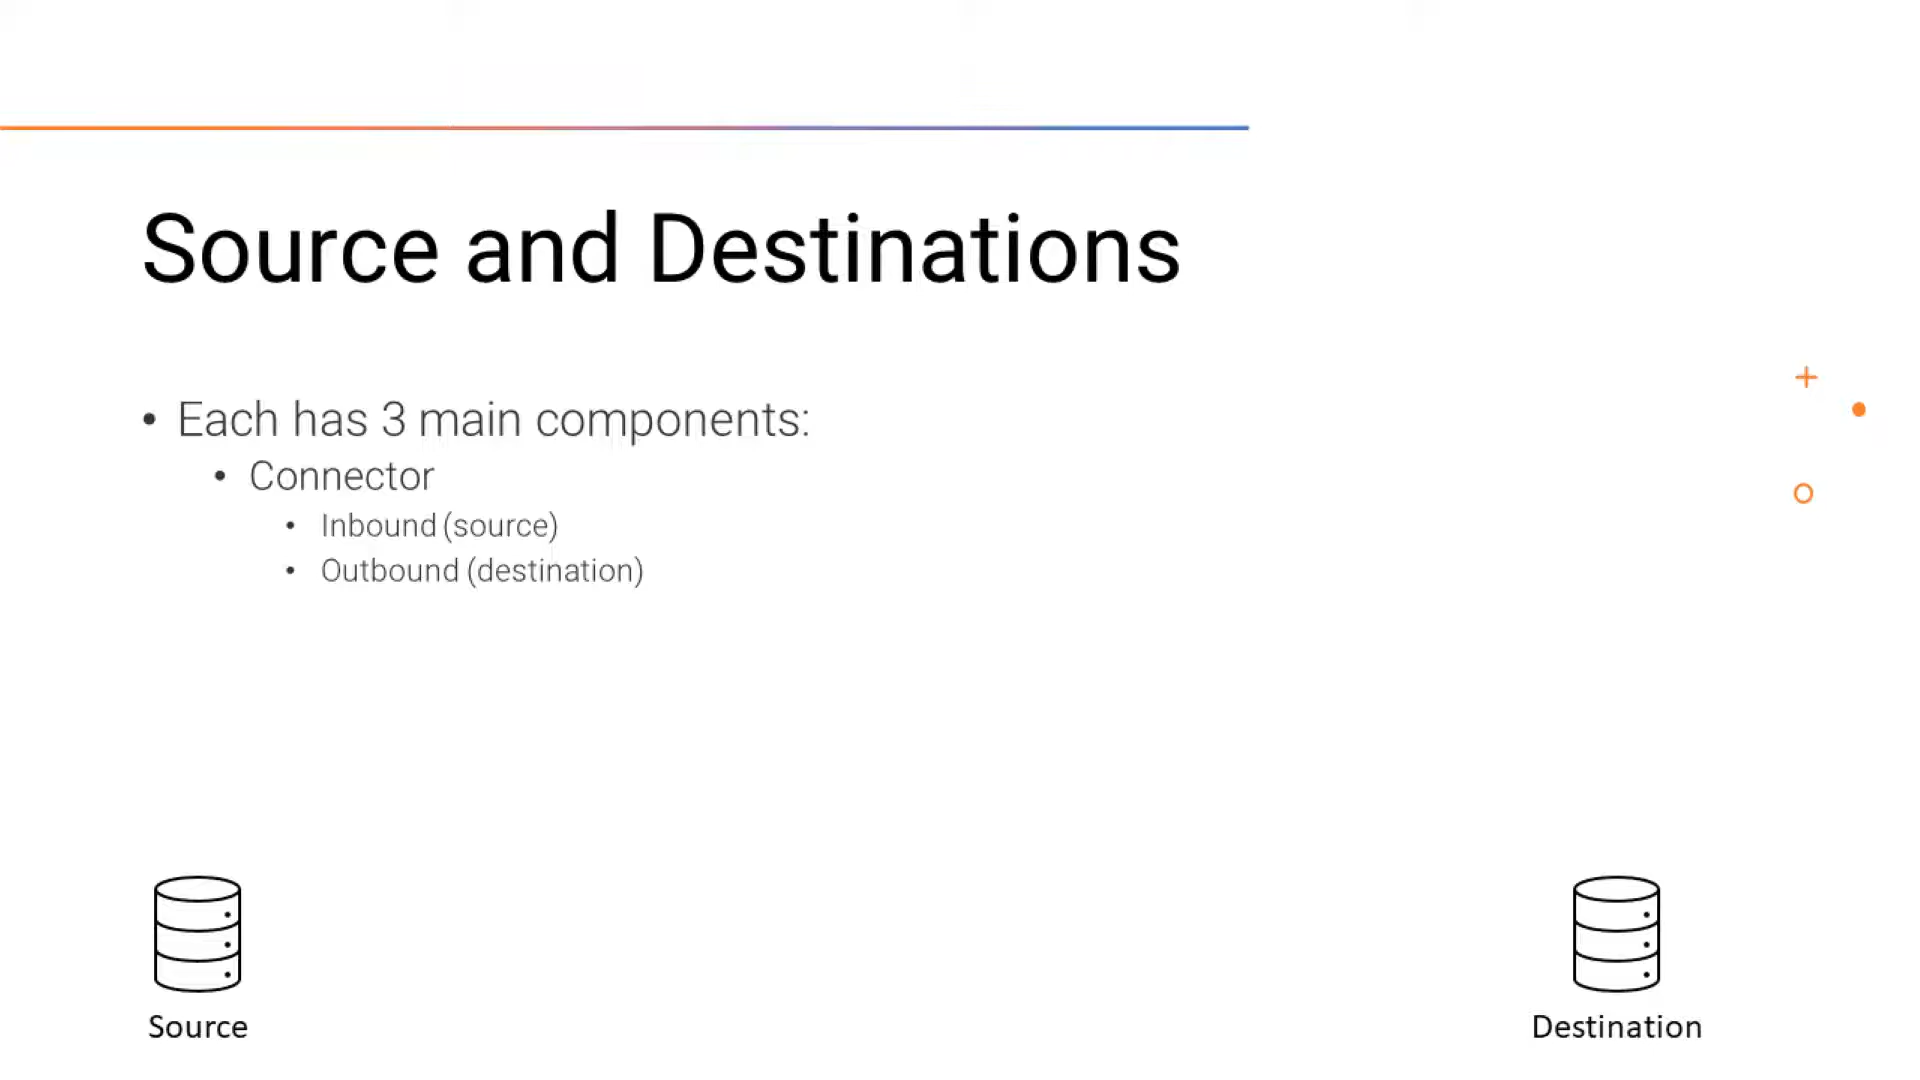 Source and Destinations
• Each has 3 main components:
• Connector
• Inbound (source)
• Outbound (destination)
Source
Destination